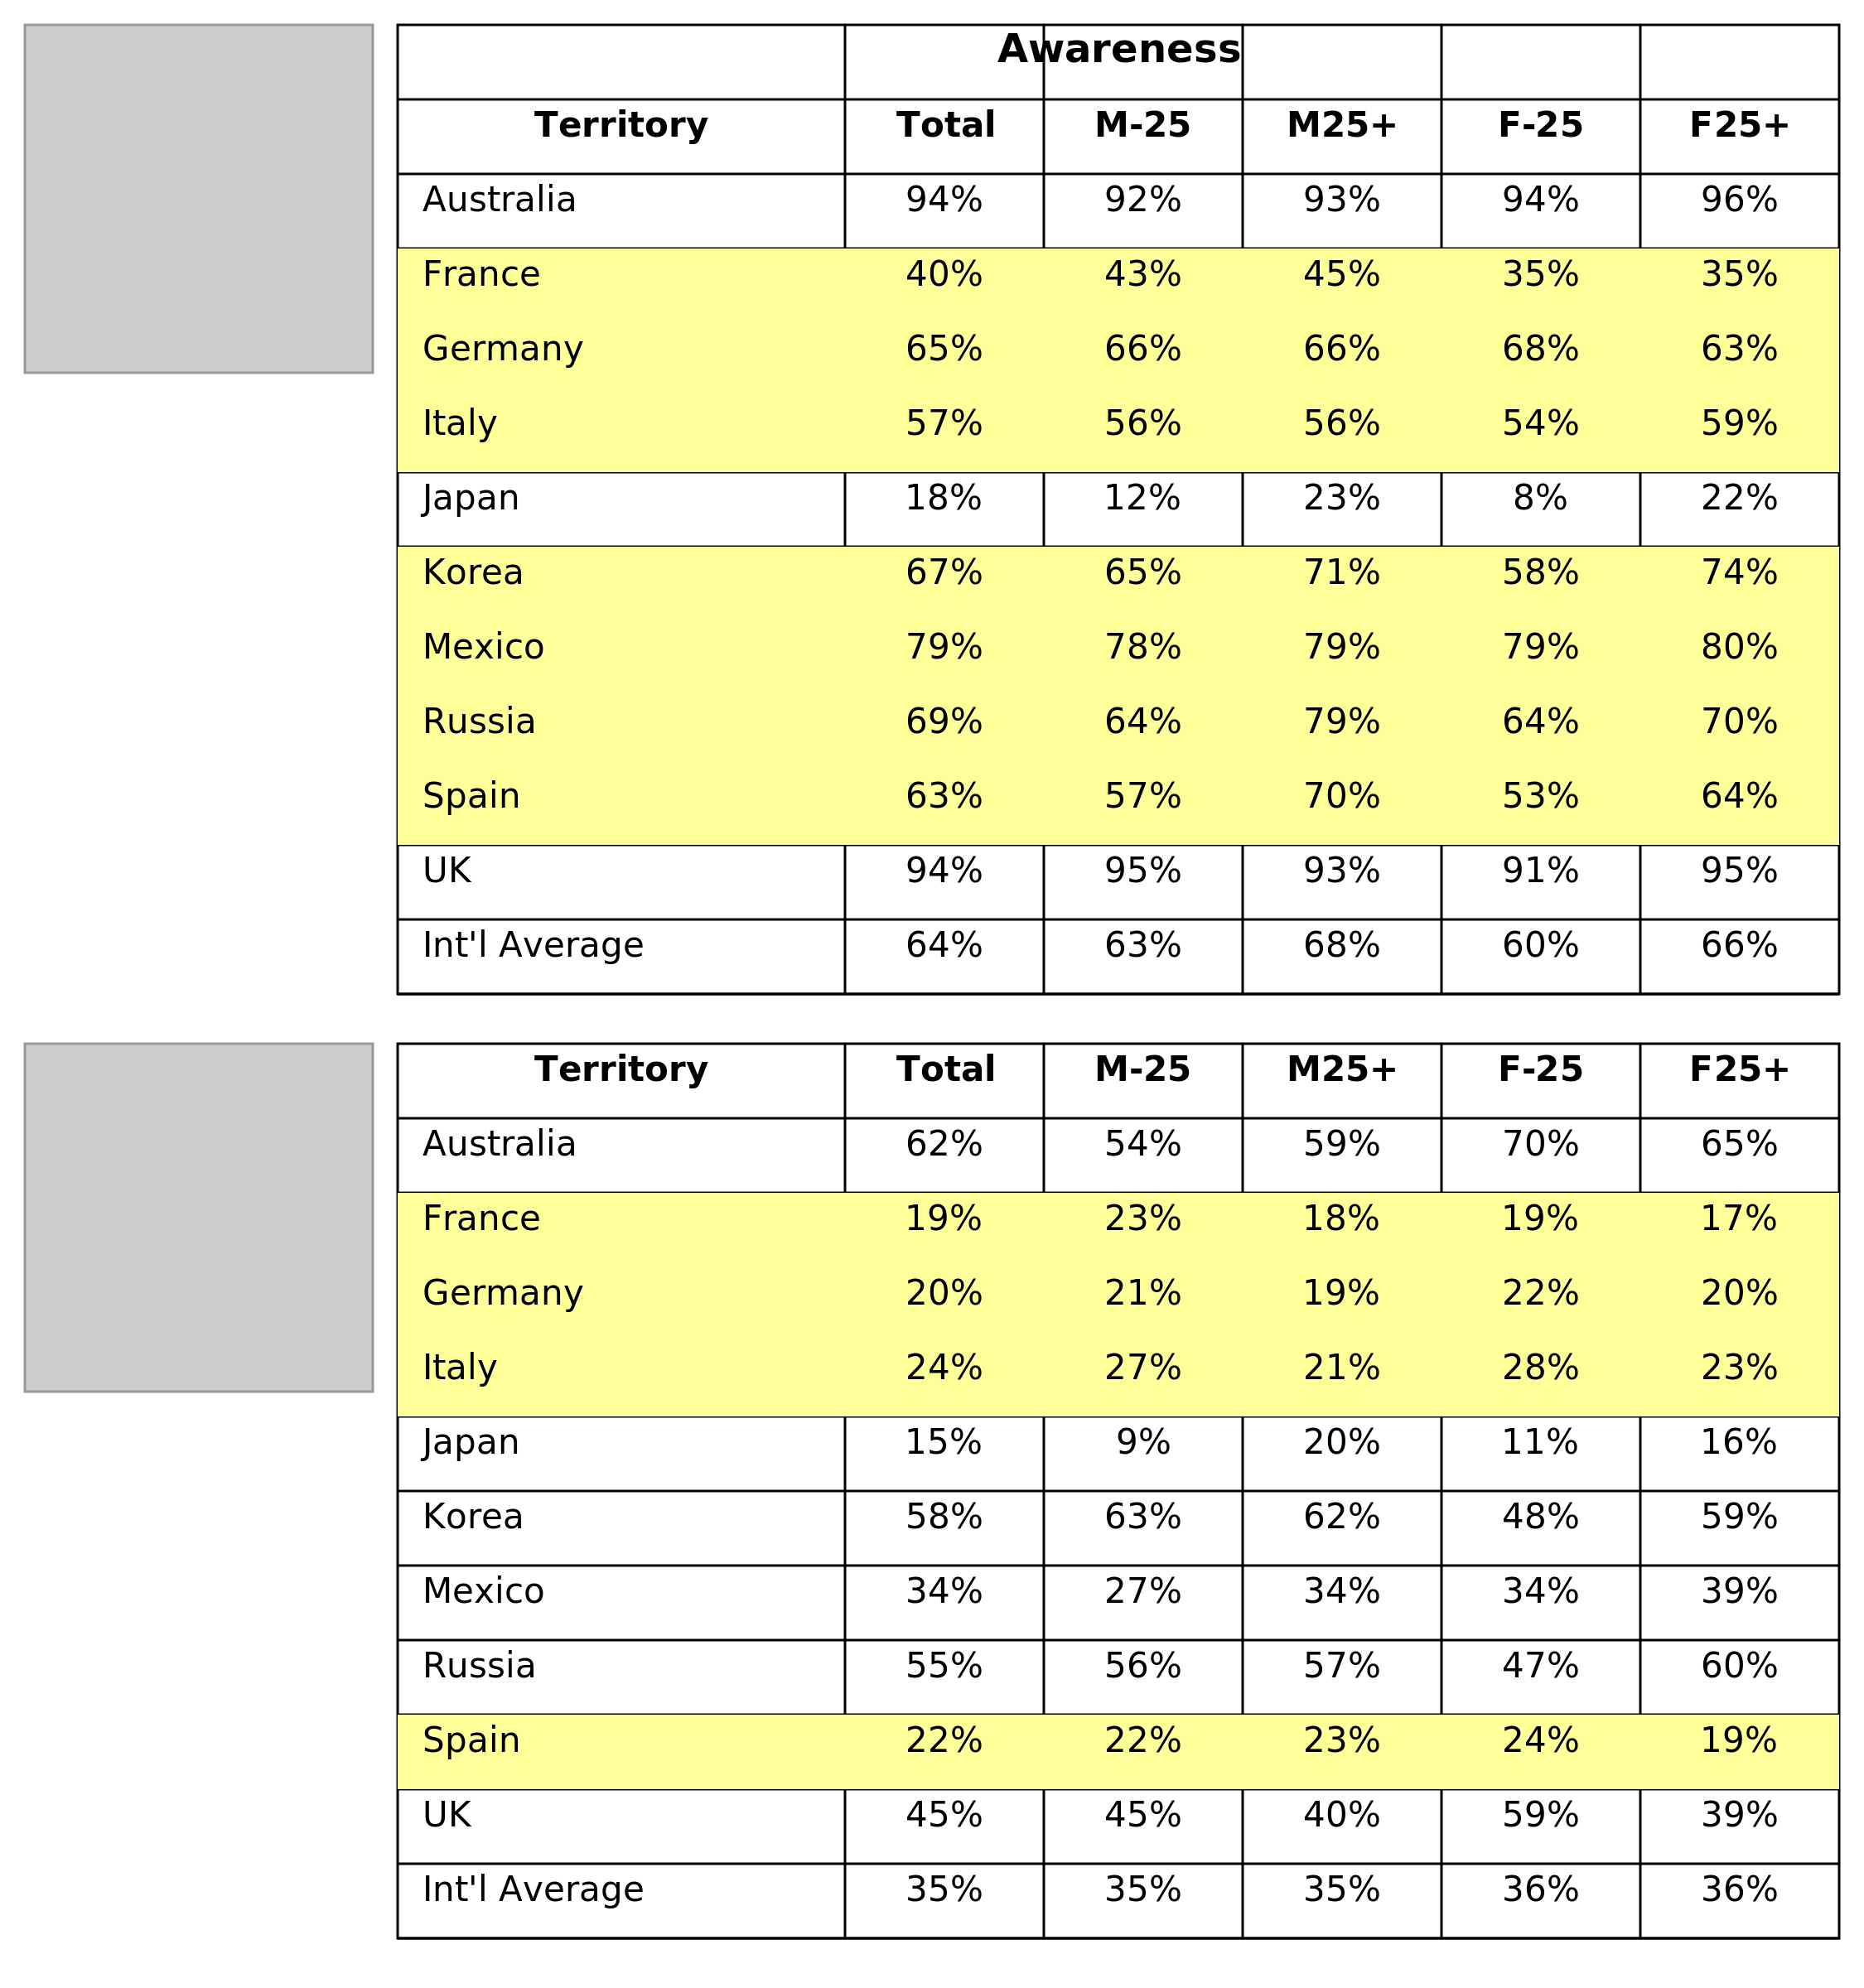 Awareness
Territory Total M-25 M25+ F-25 F25+
Australia 94% 92% 93% 94% 96%
France 40% 43% 45% 35% 35%
Germany 65% 66% 66% 68% 63%
Italy 57% 56% 56% 54% 59%
Japan 18% 12% 23% 8% 22%
Korea 67% 65% 71% 58% 74%
Mexico 79% 78% 79% 79% 80%
Russia 69% 64% 79% 64% 70%
Spain 63% 57% 70% 53% 64%
UK 94% 95% 93% 91% 95%
Int'l Average 64% 63% 68% 60% 66%
Territory Total M-25 M25+ F-25 F25+
Australia 62% 54% 59% 70% 65%
France 19% 23% 18% 19% 17%
Germany 20% 21% 19% 22% 20%
Italy 24% 27% 21% 28% 23%
Japan 15% 9% 20% 11% 16%
Korea 58% 63% 62% 48% 59%
Mexico 34% 27% 34% 34% 39%
Russia 55% 56% 57% 47% 60%
Spain 22% 22% 23% 24% 19%
UK 45% 45% 40% 59% 39%
Int'l Average 35% 35% 35% 36% 36%